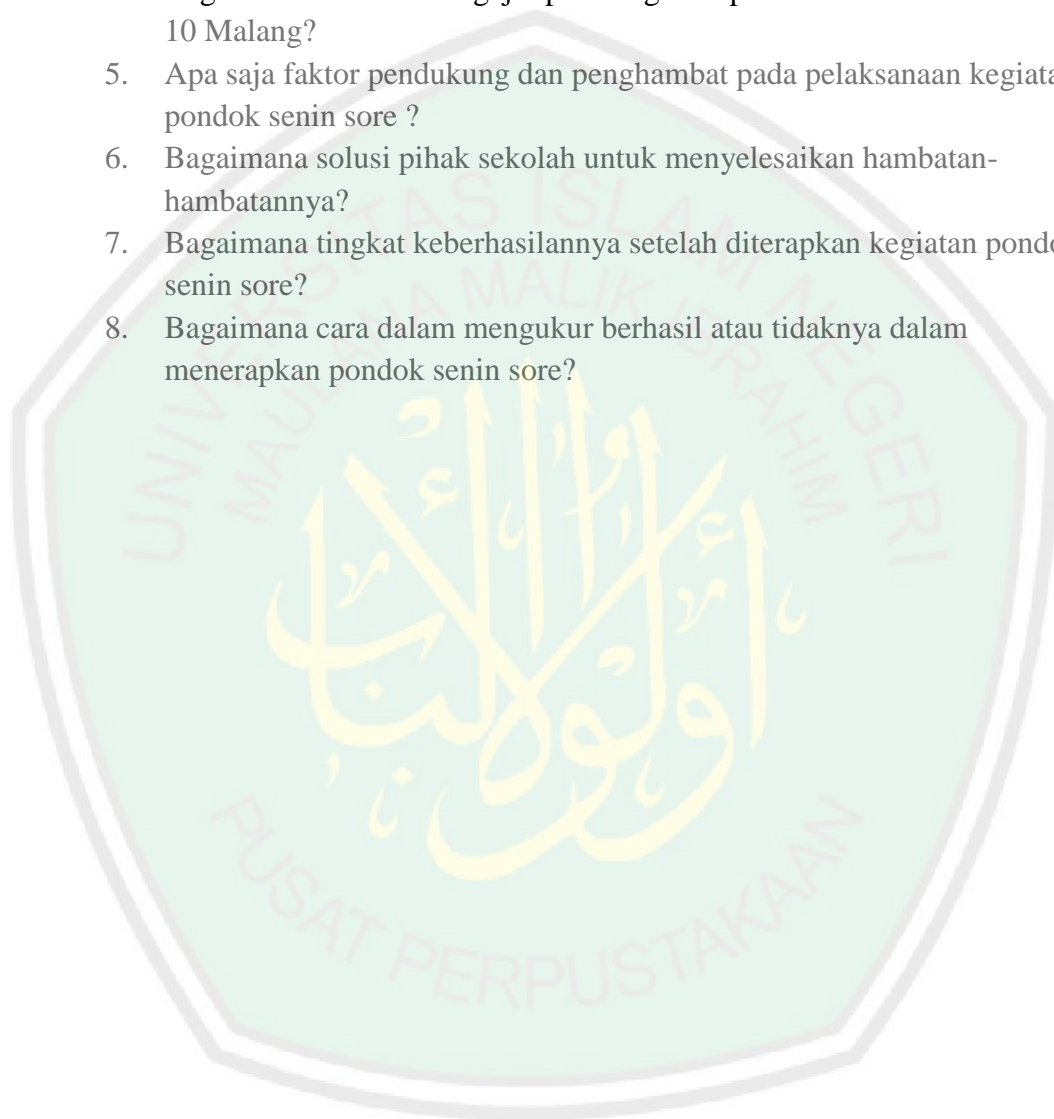 10 Malang?
5. Apa saja faktor pendukung dan penghambat pada pelaksanaan
pondok senin sore ?
6. Bagaimana solusi pihak sekolah untuk menyelesaikan hambatan-
hambatannya?
7. Bagaimana tingkat keberhasilannya setelah diterapkan kegiatan
senin sore?
8. Bagaimana cara dalam mengukur berhasil atau tidaknya dalam
menerapkan pondok senin sore?
UNIVERSITAS ISLAM NEGERI
MAULANA MALIK IBRAHIM
أولوا الألباب
PUSAT PERPUSTAKAAN